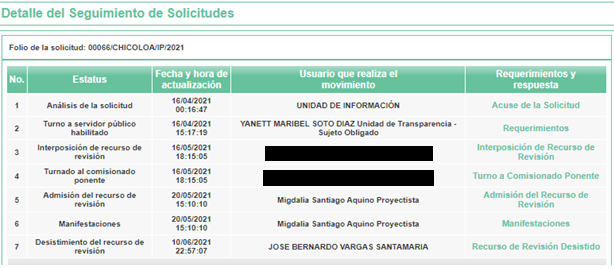 Detalle del Seguimiento de Solicitudes
Folio de la solicitud: 00066/CHICOLOA/IP/2021
No. Estatus Fecha y hora de actualización Usuario que realiza el movimiento Requerimientos y respuesta
1 Análisis de la solicitud 16/04/2021 00:16:47 UNIDAD DE INFORMACIÓN Acuse de la Solicitud
2 Turno a servidor público habilitado 16/04/2021 15:17:19 YANETT MARIBEL SOTO DIAZ Unidad de Transparencia - Sujeto Obligado Requerimientos
3 Interposición de recurso de revisión 16/05/2021 18:15:05 Interposición de Recurso de Revisión
4 Turnado al comisionado ponente 16/05/2021 18:15:05 Turno a Comisionado Ponente
5 Admisión del recurso de revisión 20/05/2021 15:10:10 Migdalia Santiago Aquino Proyectista Admisión del Recurso de Revisión
6 Manifestaciones 20/05/2021 15:10:10 Migdalia Santiago Aquino Proyectista Manifestaciones
7 Desistimiento del recurso de revisión 10/06/2021 22:57:07 JOSE BERNARDO VARGAS SANTAMARIA Recurso de Revisión Desistido